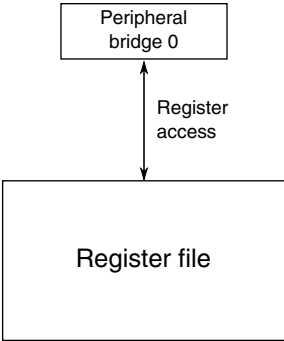 Peripheral
bridge 0
Register
access
Register file